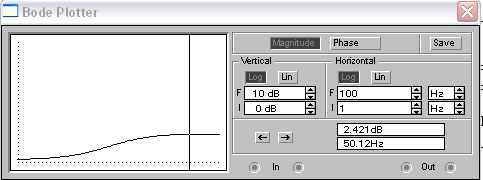 Bode Plotter
Magnitude Phase Save
Vertical Horizontal
Log Lin Log Lin
F 10 dB F 100 Hz
I 0 dB I 1 Hz
2.421dB
50.12Hz
In Out